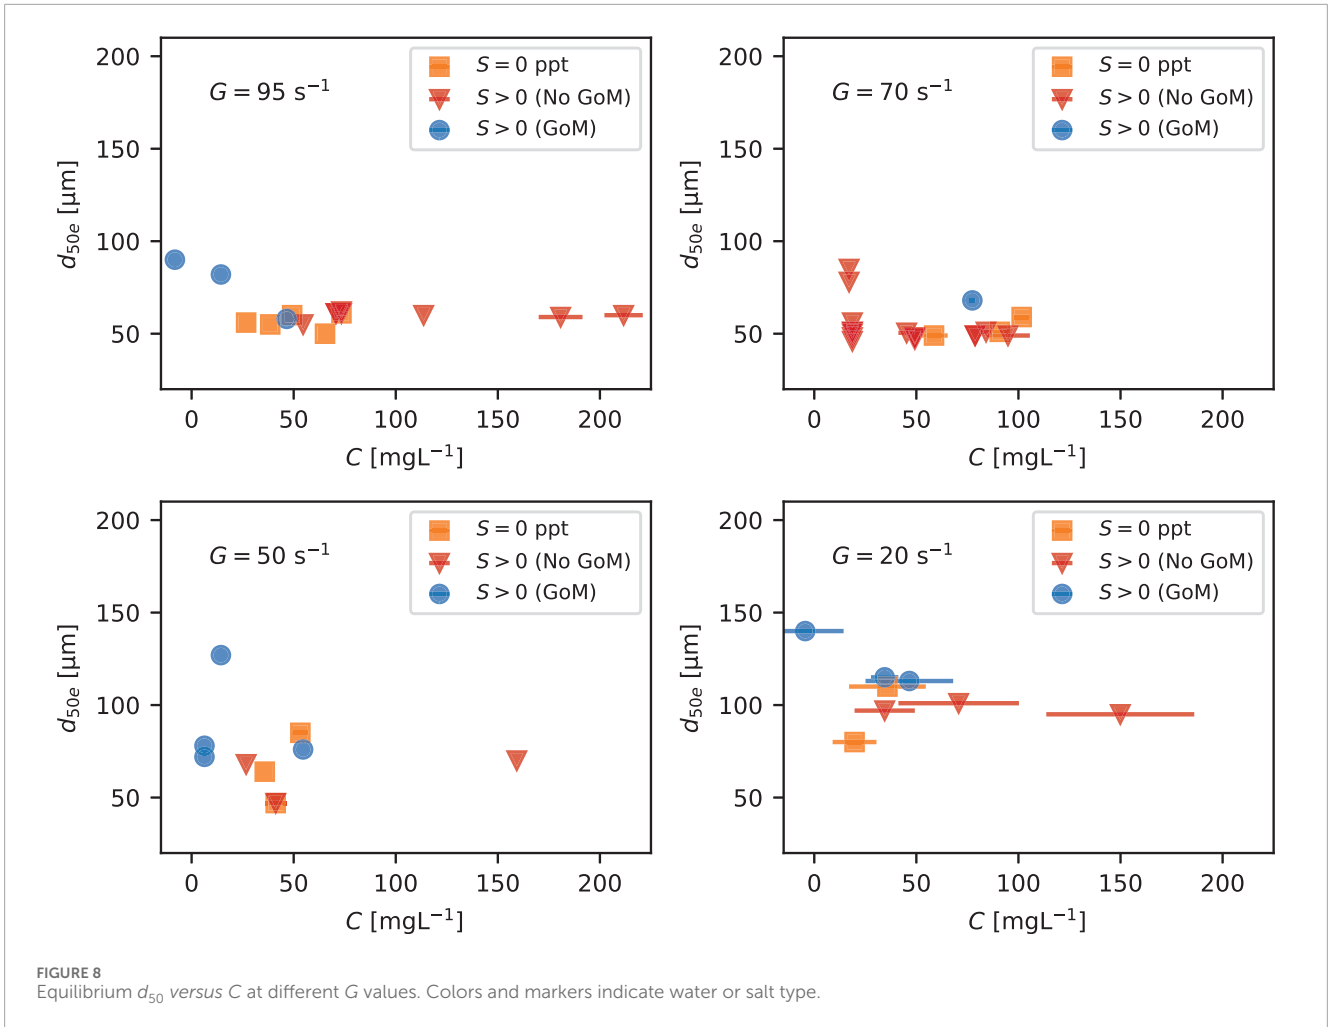 200
150
100
50
d50e [µm]
G = 95 s−1
S = 0 ppt
S > 0 (No GoM)
S > 0 (GoM)
0 50 100 150 200
C [mgL−1]
200
150
100
50
d50e [µm]
G = 70 s−1
S = 0 ppt
S > 0 (No GoM)
S > 0 (GoM)
0 50 100 150 200
C [mgL−1]
200
150
100
50
d50e [µm]
G = 50 s−1
S = 0 ppt
S > 0 (No GoM)
S > 0 (GoM)
0 50 100 150 200
C [mgL−1]
200
150
100
50
d50e [µm]
G = 20 s−1
S = 0 ppt
S > 0 (No GoM)
S > 0 (GoM)
0 50 100 150 200
C [mgL−1]
FIGURE 8
Equilibrium d50 versus C at different G values. Colors and markers indicate water or salt type.